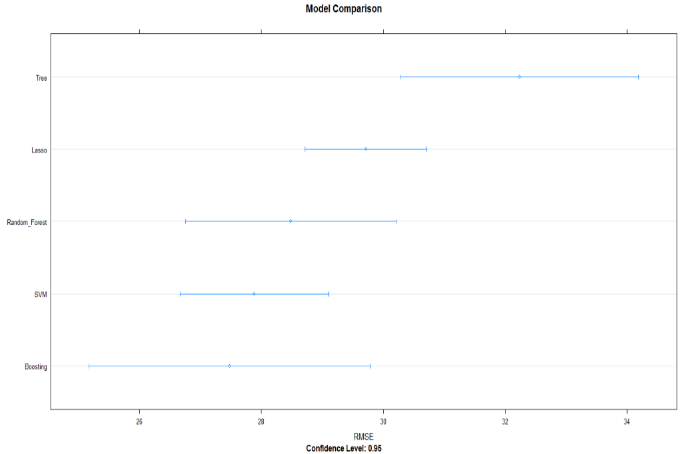 Model Comparison
Tree
Lasso
Random_Forest
SVM
Boosting
26 28 30 32 34
RMSE
Confidence Level: 0.95